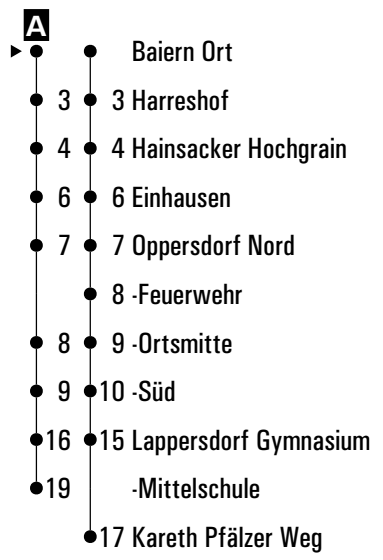 A
Baiern Ort
3 3 Harreshof
4 4 Hainsacker Hochgrain
6 6 Einhausen
7 7 Oppersdorf Nord
8 -Feuerwehr
8 9 -Ortsmitte
9 10 -Süd
16 15 Lappersdorf Gymnasium
19 -Mittelschule
17 Kareth Pfälzer Weg